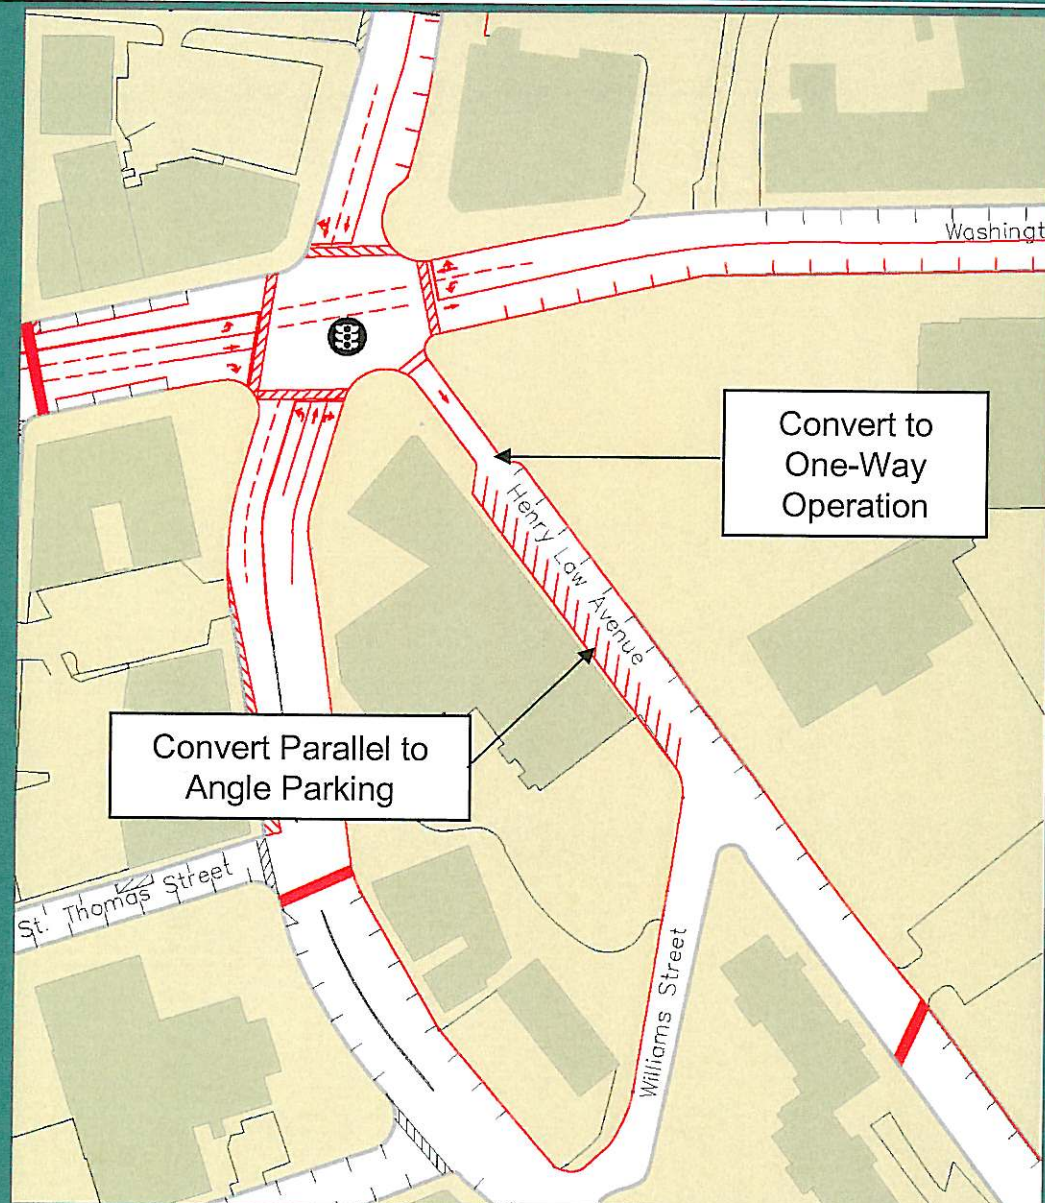 Washingt
Convert to
One-Way
Operation
Henry Law Avenue
Convert Parallel to
Angle Parking
St. Thomas Street
Williams Street